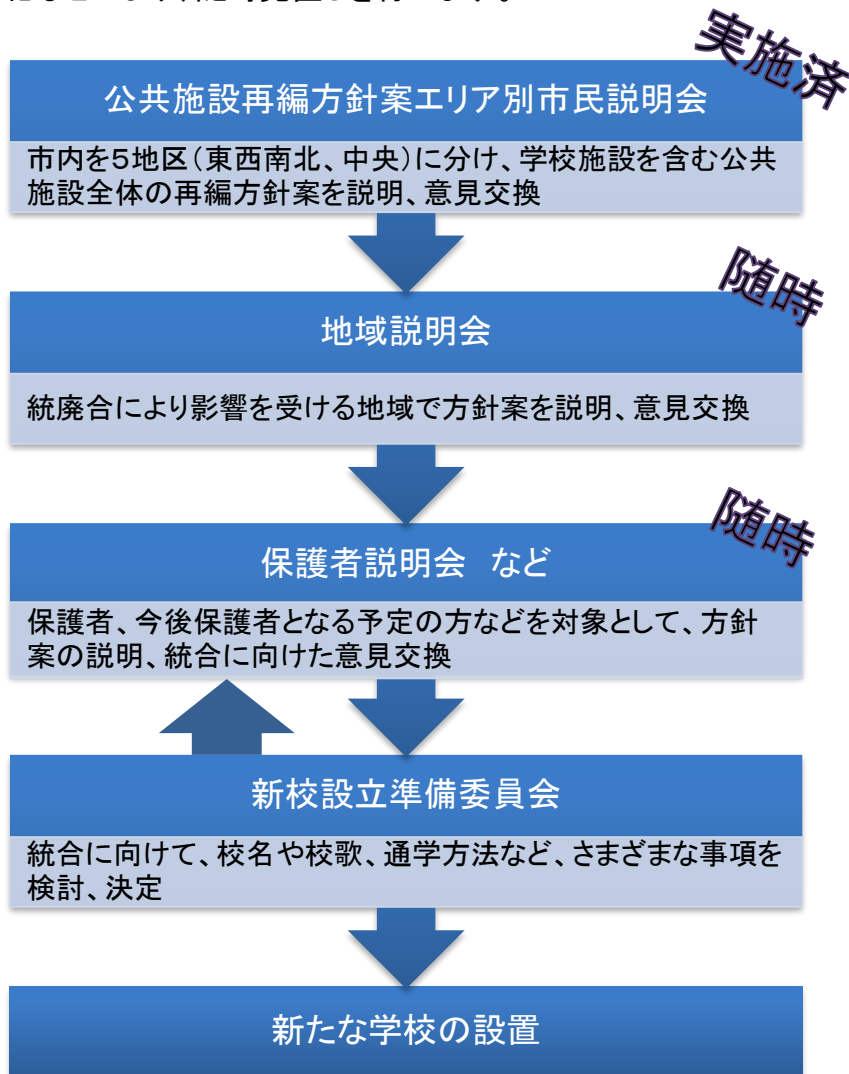 実施済
公共施設再編方針案エリア別市民説明会
市内を５地区（東西南北、中央）に分け、学校施設を含む公共
施設全体の再編方針案を説明、意見交換
随時
地域説明会
統廃合により影響を受ける地域で方針案を説明、意見交換
随時
保護者説明会　など
保護者、今後保護者となる予定の方などを対象として、方針
案の説明、統合に向けた意見交換
新校設立準備委員会
統合に向けて、校名や校歌、通学方法など、さまざまな事項を
検討、決定
新たな学校の設置